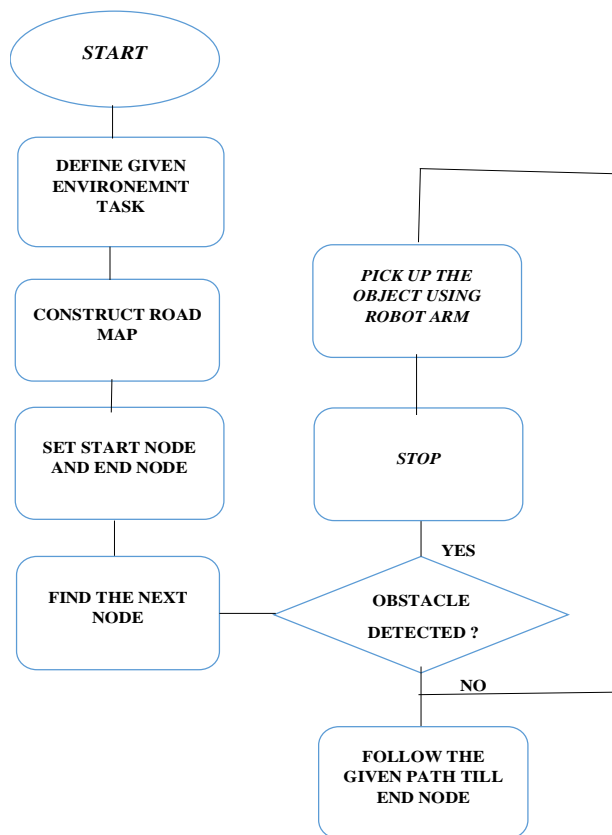 START
DEFINE GIVEN
ENVIRONEMNT
TASK
CONSTRUCT ROAD
MAP
SET START NODE
AND END NODE
FIND THE NEXT
NODE
PICK UP THE
OBJECT USING
ROBOT ARM
STOP
YES
OBSTACLE
DETECTED ?
NO
FOLLOW THE
GIVEN PATH TILL
END NODE